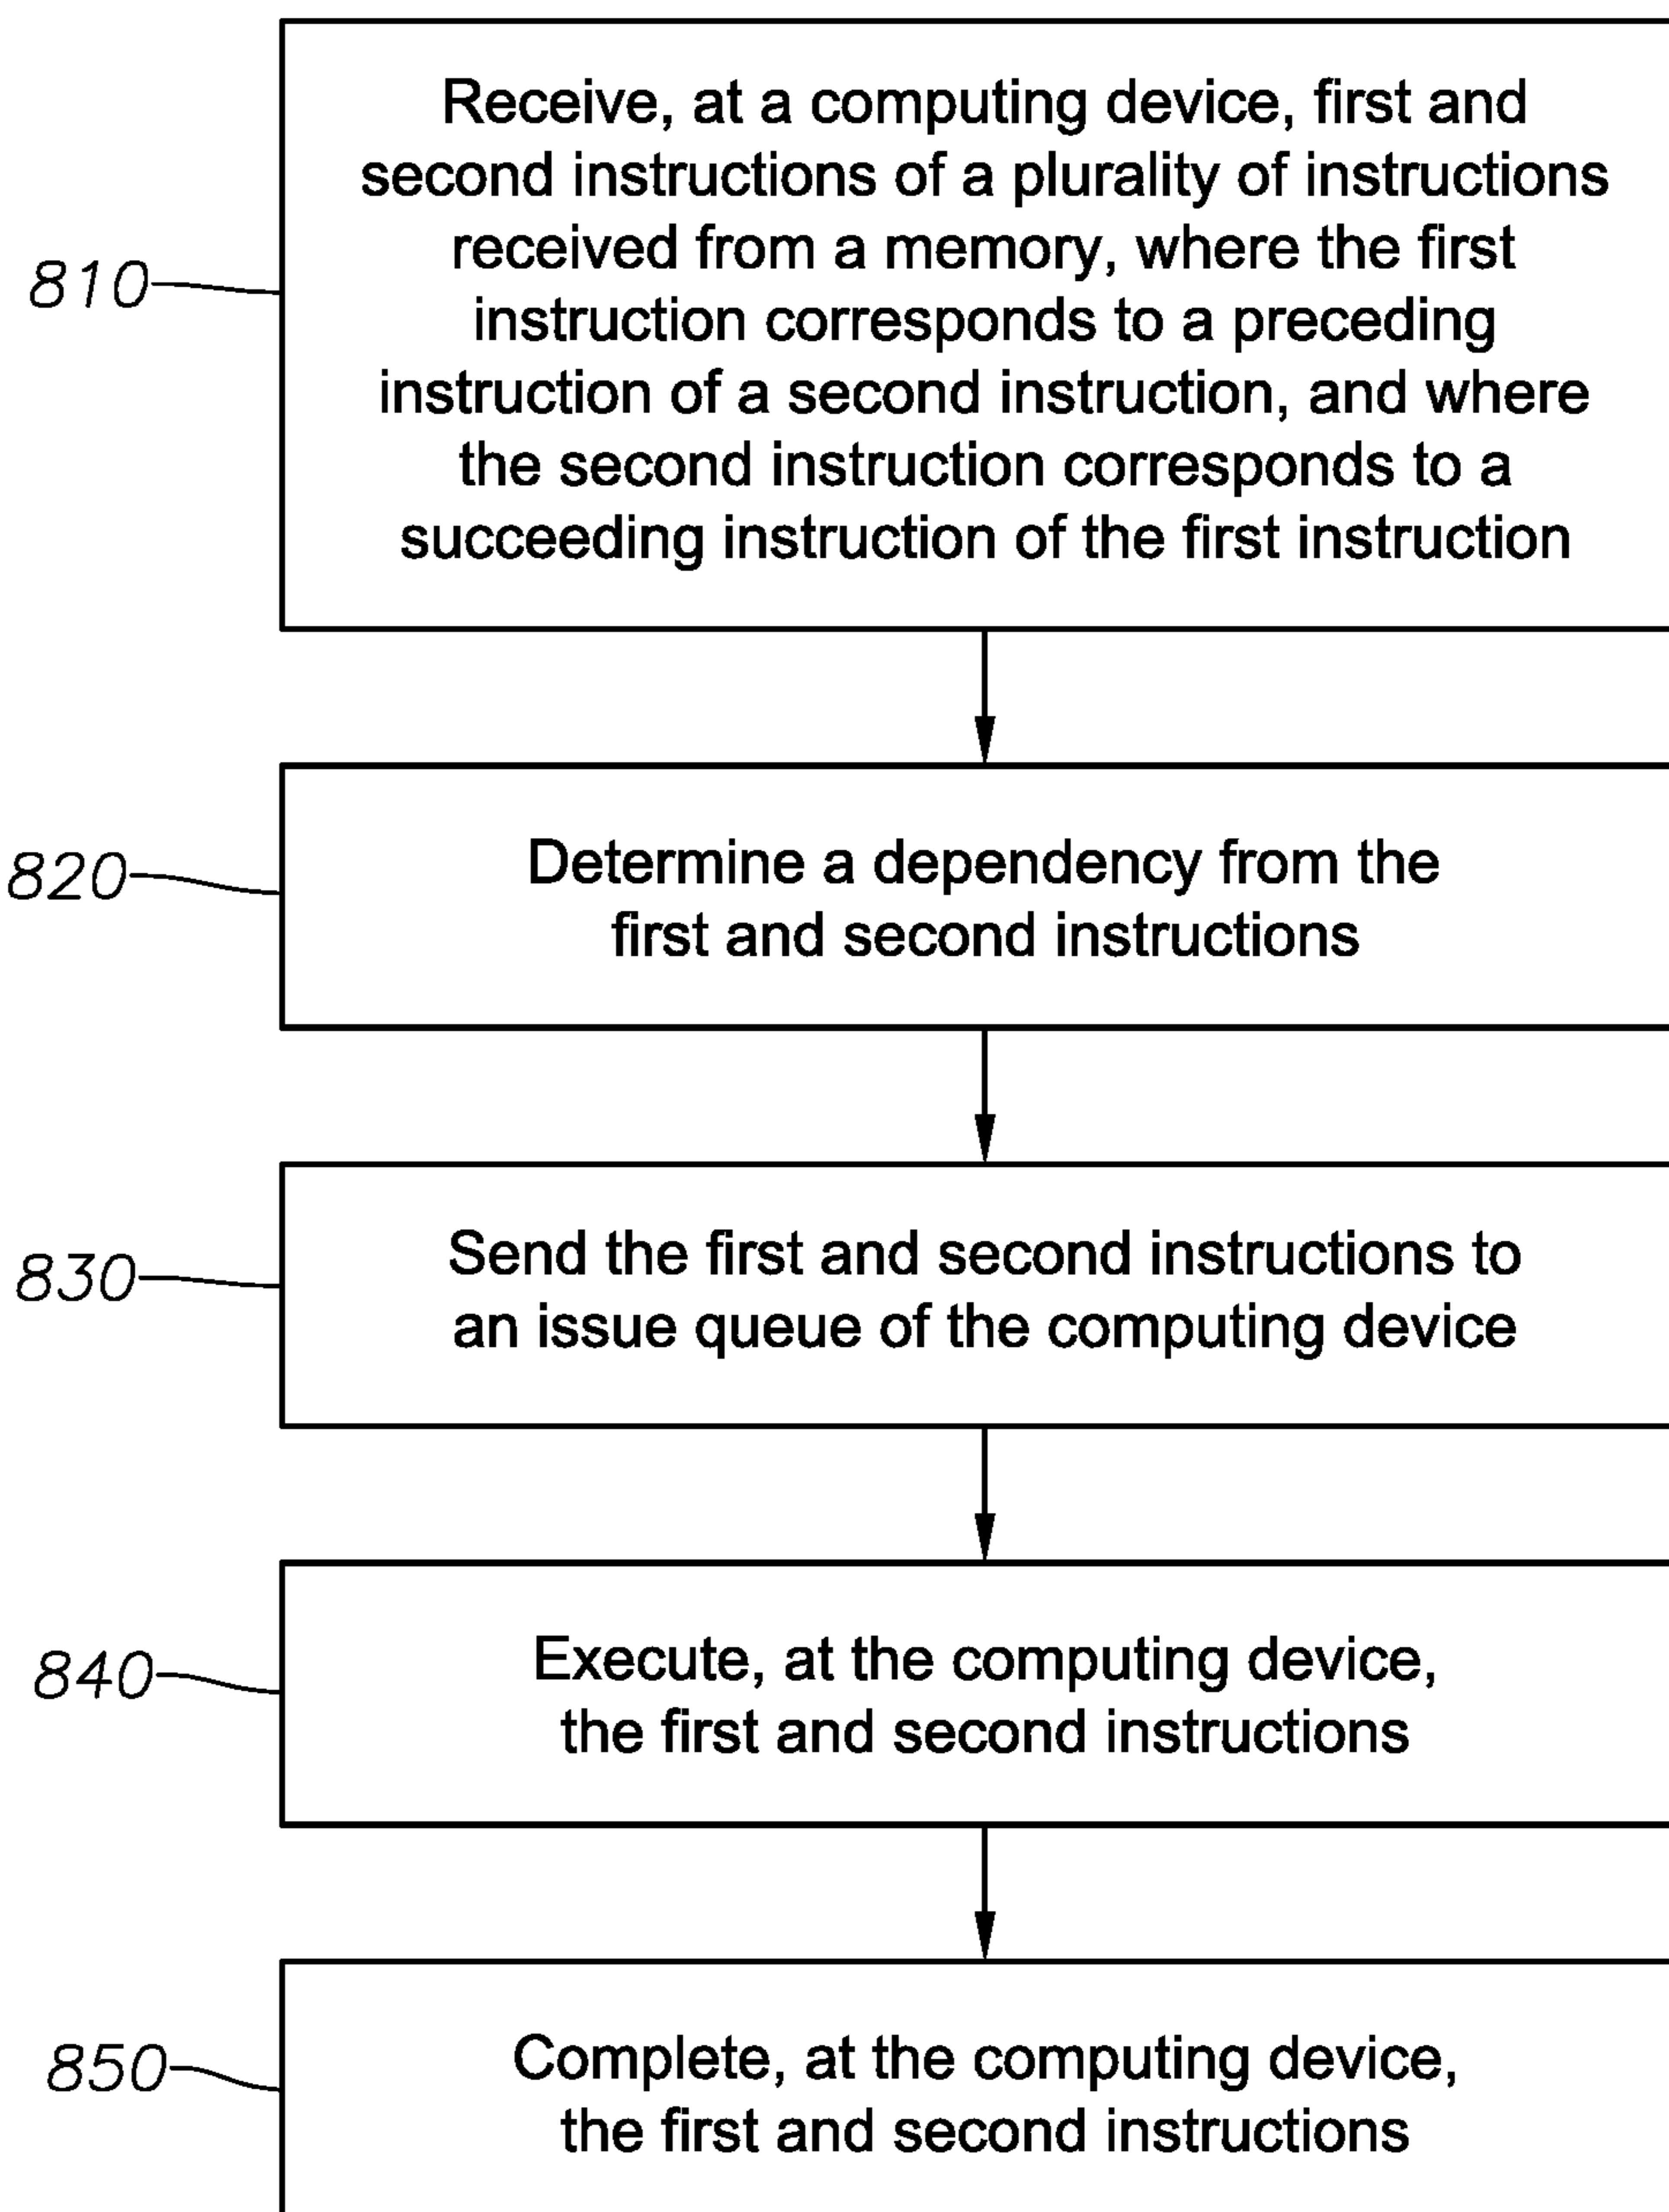 Receive, at a computing device, first and
second instructions of a plurality of instructions
received from a memory, where the first
810
instruction corresponds to a preceding
instruction of a second instruction, and where
the second instruction corresponds to a
succeeding instruction of the first instruction
820
Determine a dependency from the
first and second instructions
830
Send the first and second instructions to
an issue queue of the computing device
840
Execute, at the computing device,
the first and second instructions
850
Complete, at the computing device,
the first and second instructions